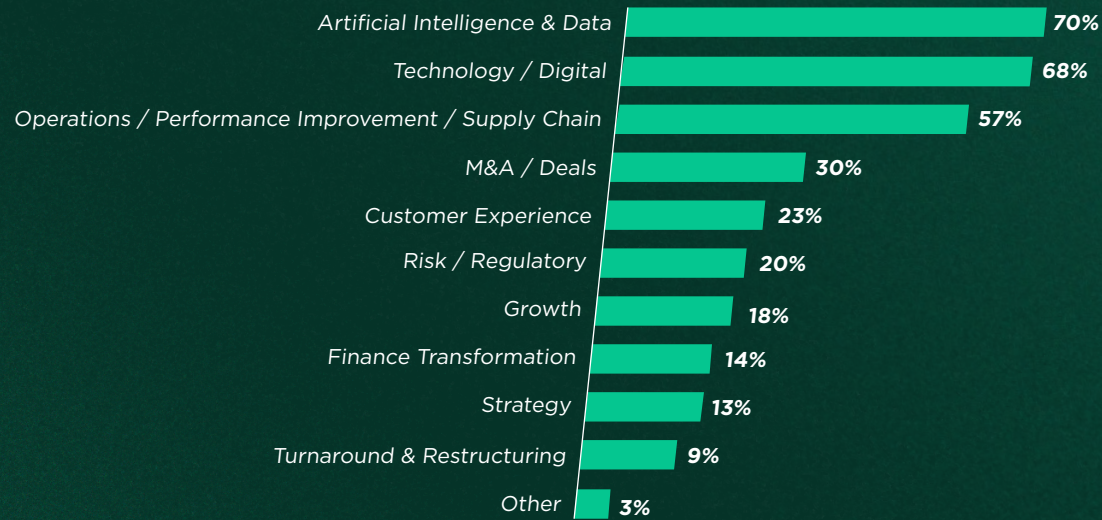 Artificial Intelligence & Data 70%
Technology / Digital 68%
Operations / Performance Improvement / Supply Chain 57%
M&A / Deals 30%
Customer Experience 23%
Risk / Regulatory 20%
Growth 18%
Finance Transformation 14%
Strategy 13%
Turnaround & Restructuring 9%
Other 3%